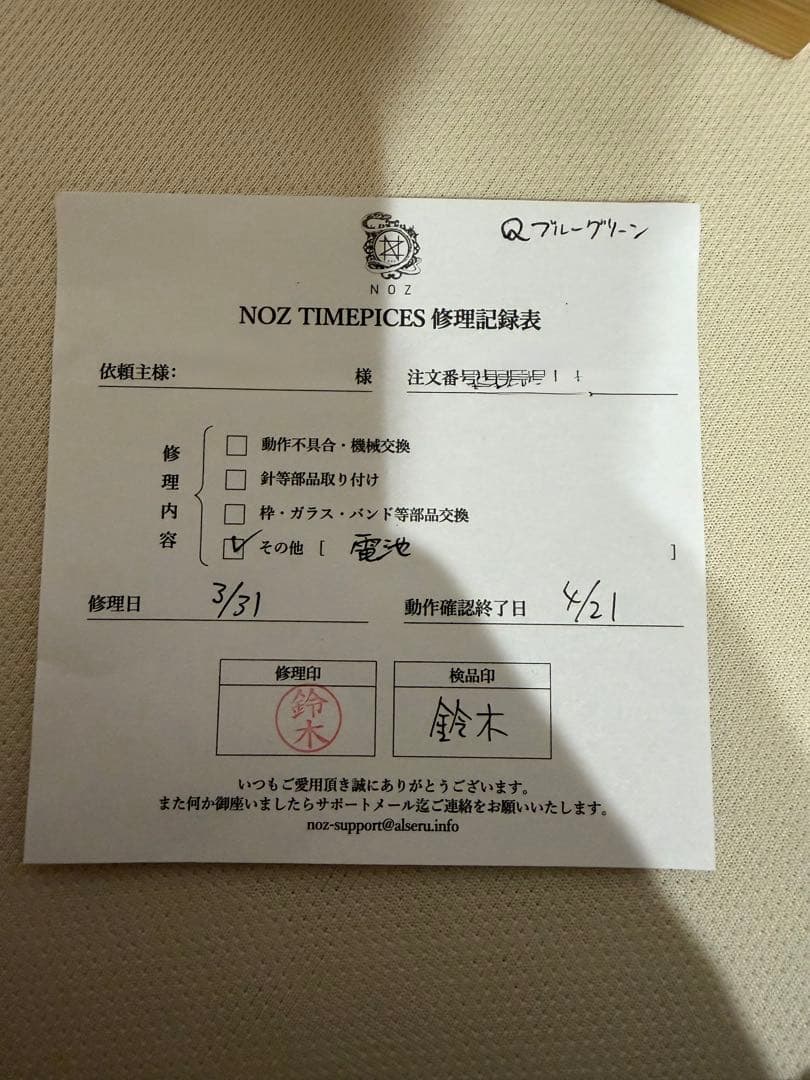 Qブルーグリーン
NOZ
NOZ TIMEPICES 修理記録表
依頼主様: 様
注文番号
修理内容
動作不具合・機械交換
針等部品取り付け
枠・ガラス・バンド等部品交換
その他 [ 電池 ]
修理日 3/31
動作確認終了日 4/21
修理印
鈴木
検品印
鈴木
いつもご愛用頂き誠にありがとうございます。
また何か御座いましたらサポートメール迄ご連絡をお願いいたします。
noz-support@alseru.info